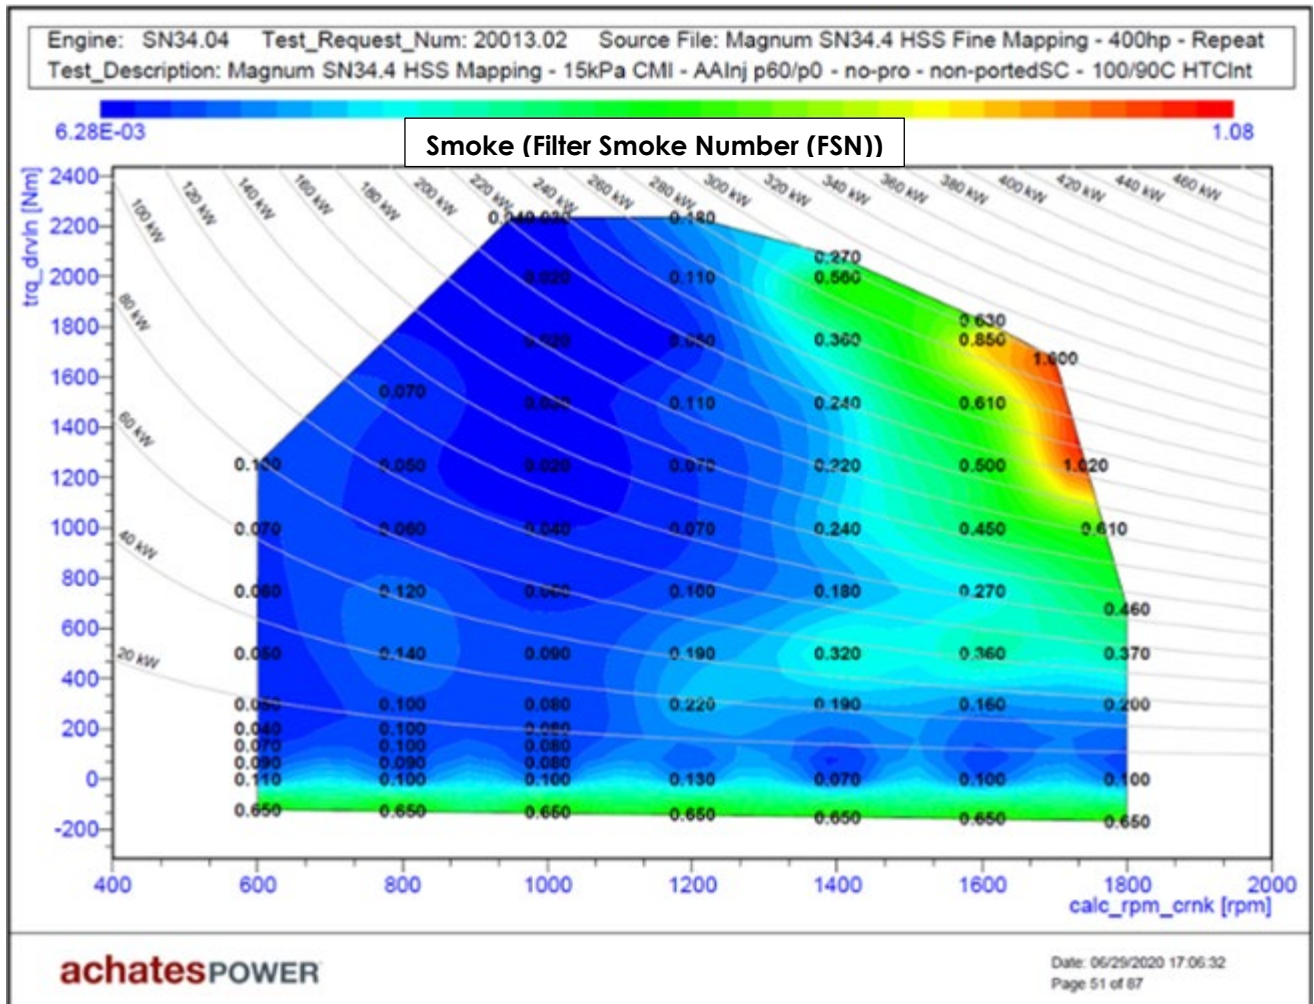 Engine: SN34.04 Test_Request_Num: 20013.02 Source File: Magnum SN34.4 HSS Fine Mapping - 400hp - Repeat
Test_Description: Magnum SN34.4 HSS Mapping - 15kPa CMI - AAInj p60/p0 - no-pro - non-portedSC - 100/90C HTCInt
6.28E-03 1.08
Smoke (Filter Smoke Number (FSN))
trq_drvln [Nm]
2400
2200
2000
1800
1600
1400
1200
1000
800
600
400
200
0
-200
100 kW 120 kW 140 kW 160 kW 180 kW 200 kW 220 kW 240 kW 260 kW 280 kW 300 kW 320 kW 340 kW 360 kW 380 kW 400 kW 420 kW 440 kW 460 kW
80 kW
60 kW
40 kW
20 kW
0.180
0.270
0.020 0.110 0.560
0.630
0.020 0.360 0.850
1.000
0.070
0.030 0.110 0.240 0.610
0.100 0.050 0.020 0.070 0.220 0.500 1.020
0.070 0.060 0.040 0.070 0.240 0.450 0.610
0.120 0.100 0.180 0.270
0.460
0.050 0.140 0.090 0.190 0.320 0.360 0.370
0.100 0.080 0.220 0.190 0.160 0.200
0.040 0.100
0.070 0.100 0.080
0.090 0.090 0.080
0.110 0.100 0.100 0.130 0.070 0.100 0.100
0.650 0.650 0.650 0.650 0.650 0.650 0.650
400 600 800 1000 1200 1400 1600 1800 2000
calc_rpm_crnk [rpm]
achatesPOWER
Date: 06/29/2020 17:06:32
Page 51 of 87